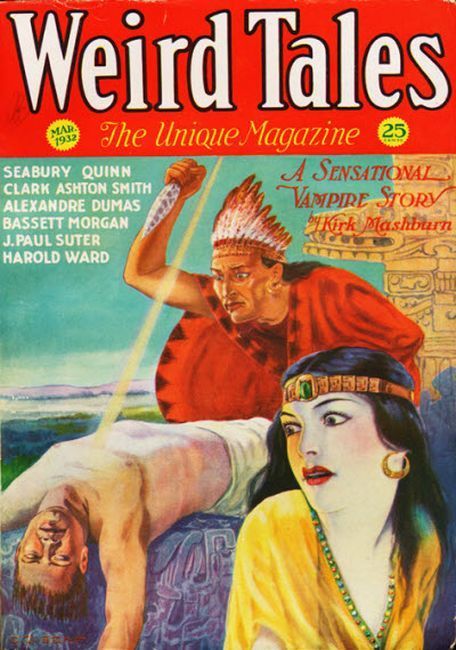 Weird Tales
MAR.
1932
The Unique Magazine
25
CENTS
SEABURY QUINN
CLARK ASHTON SMITH
ALEXANDRE DUMAS
BASSETT MORGAN
J. PAUL SUTER
HAROLD WARD
A SENSATIONAL
VAMPIRE STORY
BY Kirk Mashburn